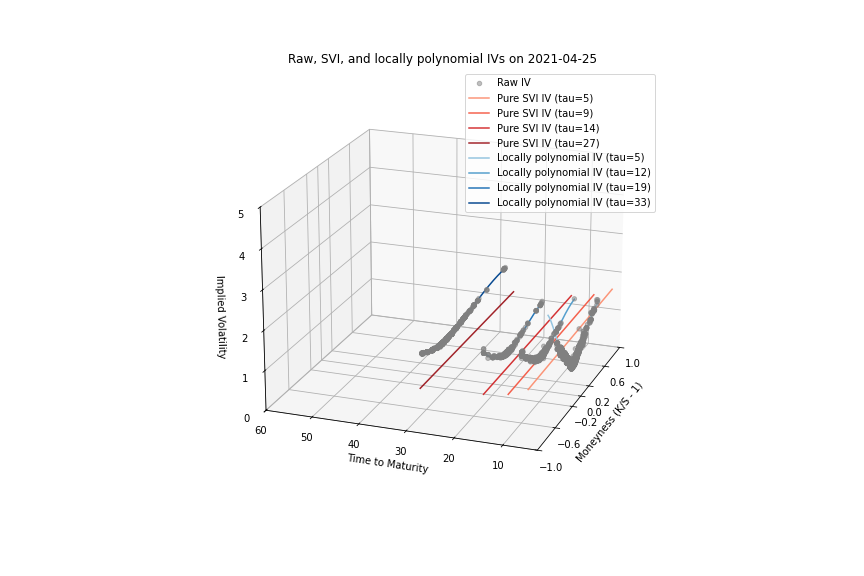 Raw, SVI, and locally polynomial IVs on 2021-04-25
Raw IV
Pure SVI IV (tau=5)
Pure SVI IV (tau=9)
Pure SVI IV (tau=14)
Pure SVI IV (tau=27)
Locally polynomial IV (tau=5)
Locally polynomial IV (tau=12)
Locally polynomial IV (tau=19)
Locally polynomial IV (tau=33)
5
4
3
2
1
0
Implied Volatility
60
50
40
30
20
10
Time to Maturity
1.0
0.6
0.2
0.0
−0.2
−0.6
−1.0
Moneyness (K/S - 1)